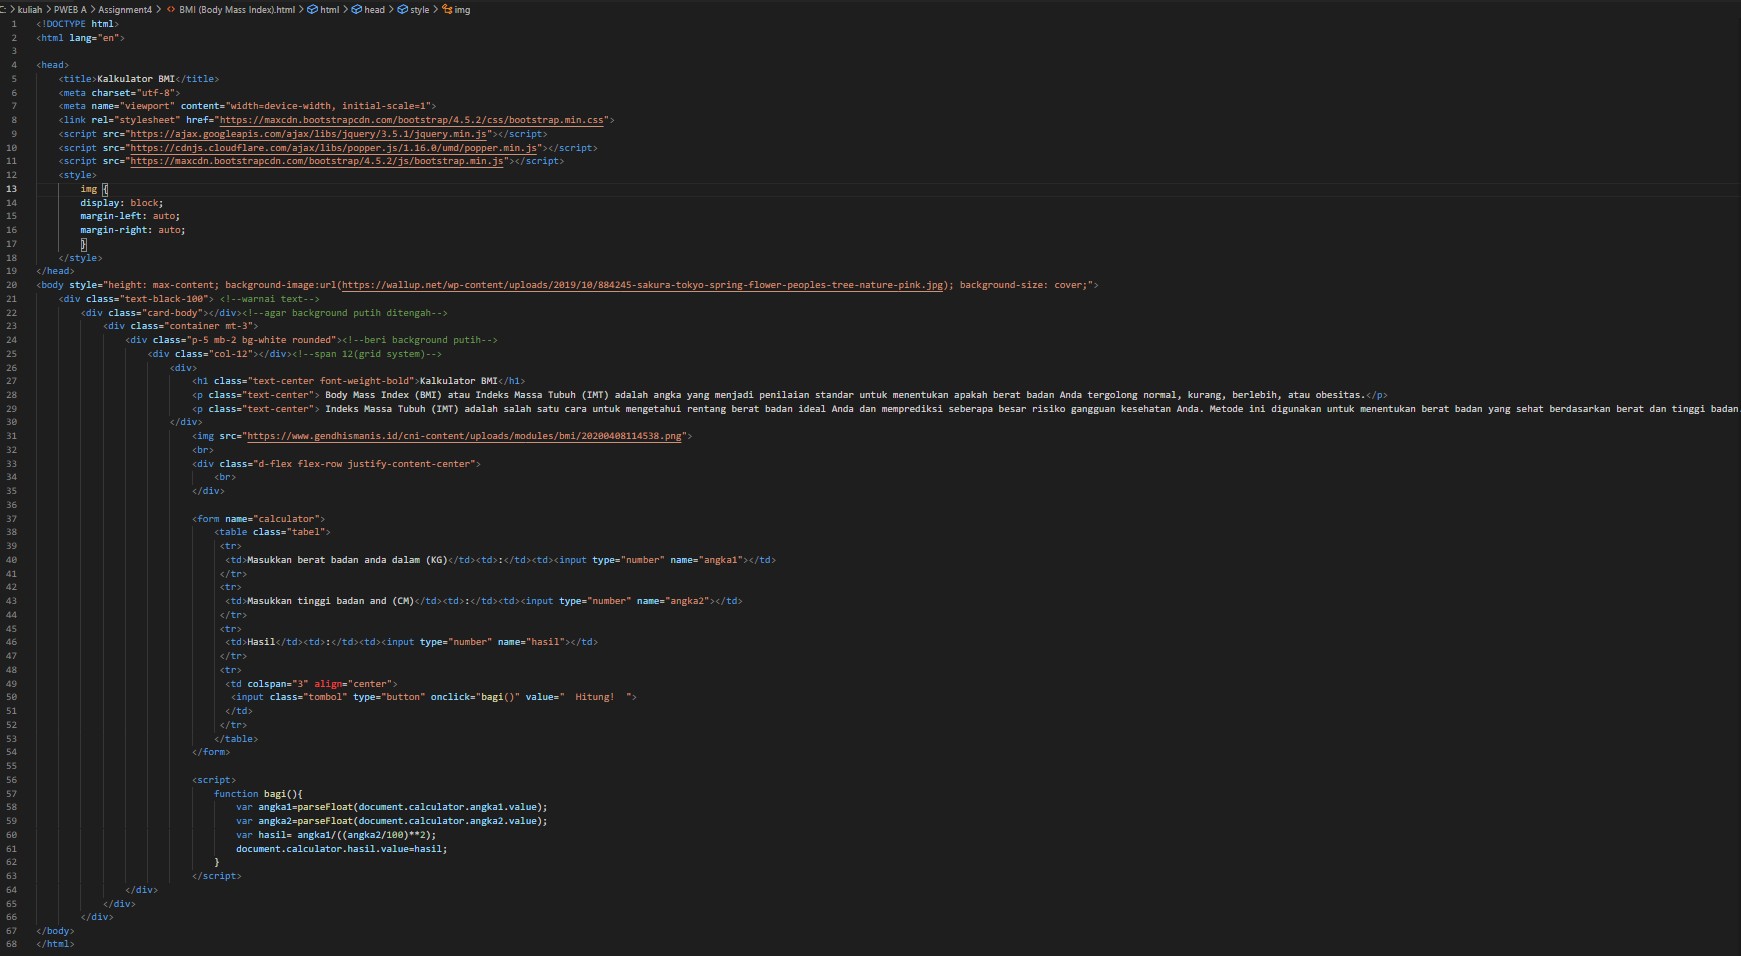 C: > kuliah > PWEB A > Assignment4 > <> BMI (Body Mass Index).html > html > head > style > img
1 <!DOCTYPE html>
2 <html lang="en">
3
4 <head>
5 <title>Kalkulator BMI</title>
6 <meta charset="utf-8">
7 <meta name="viewport" content="width=device-width, initial-scale=1">
8 <link rel="stylesheet" href="https://maxcdn.bootstrapcdn.com/bootstrap/4.5.2/css/bootstrap.min.css">
9 <script src="https://ajax.googleapis.com/ajax/libs/jquery/3.5.1/jquery.min.js"></script>
10 <script src="https://cdnjs.cloudflare.com/ajax/libs/popper.js/1.16.0/umd/popper.min.js"></script>
11 <script src="https://maxcdn.bootstrapcdn.com/bootstrap/4.5.2/js/bootstrap.min.js"></script>
12 <style>
13 img {
14 display: block;
15 margin-left: auto;
16 margin-right: auto;
17 }
18 </style>
19 </head>
20 <body style="height: max-content; background-image:url(https://wallup.net/wp-content/uploads/2019/10/884245-sakura-tokyo-spring-flower-peoples-tree-nature-pink.jpg); background-size: cover;">
21 <div class="text-black-100"> <!--warnai text-->
22 <div class="card-body"></div><!--agar background putih ditengah-->
23 <div class="container mt-3">
24 <div class="p-5 mb-2 bg-white rounded"><!--beri background putih-->
25 <div class="col-12"></div><!--span 12(grid system)-->
26 <div>
27 <h1 class="text-center font-weight-bold">Kalkulator BMI</h1>
28 <p class="text-center"> Body Mass Index (BMI) atau Indeks Massa Tubuh (IMT) adalah angka yang menjadi penilaian standar untuk menentukan apakah berat badan Anda tergolong normal, kurang, berlebih, atau obesitas.</p>
29 <p class="text-center"> Indeks Massa Tubuh (IMT) adalah salah satu cara untuk mengetahui rentang berat badan ideal Anda dan memprediksi seberapa besar risiko gangguan kesehatan Anda. Metode ini digunakan untuk menentukan berat badan yang sehat berdasarkan berat dan tinggi badan.
30 </div>
31 <img src="https://www.gendhismanis.id/cni-content/uploads/modules/bmi/20200408114538.png">
32 <br>
33 <div class="d-flex flex-row justify-content-center">
34 <br>
35 </div>
36
37 <form name="calculator">
38 <table class="tabel">
39 <tr>
40 <td>Masukkan berat badan anda dalam (KG)</td><td>:</td><td><input type="number" name="angka1"></td>
41 </tr>
42 <tr>
43 <td>Masukkan tinggi badan and (CM)</td><td>:</td><td><input type="number" name="angka2"></td>
44 </tr>
45 <tr>
46 <td>Hasil</td><td>:</td><td><input type="number" name="hasil"></td>
47 </tr>
48 <tr>
49 <td colspan="3" align="center">
50 <input class="tombol" type="button" onclick="bagi()" value="  Hitung!  ">
51 </td>
52 </tr>
53 </table>
54 </form>
55
56 <script>
57 function bagi(){
58 var angka1=parseFloat(document.calculator.angka1.value);
59 var angka2=parseFloat(document.calculator.angka2.value);
60 var hasil= angka1/((angka2/100)**2);
61 document.calculator.hasil.value=hasil;
62 }
63 </script>
64 </div>
65 </div>
66 </div>
67 </body>
68 </html>